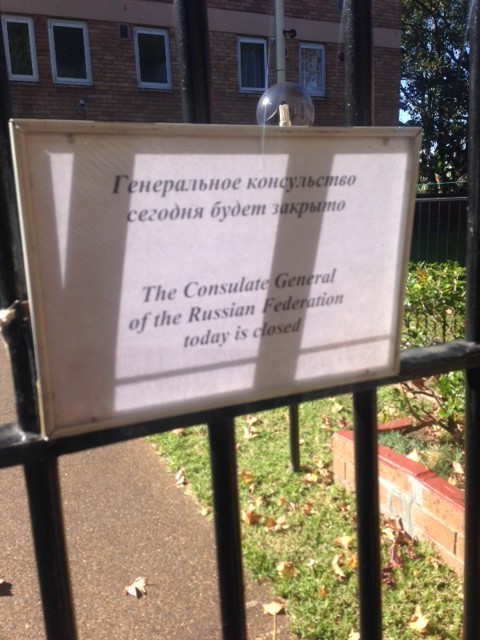 Генеральное консульство
сегодня будет закрыто
The Consulate General
of the Russian Federation
today is closed